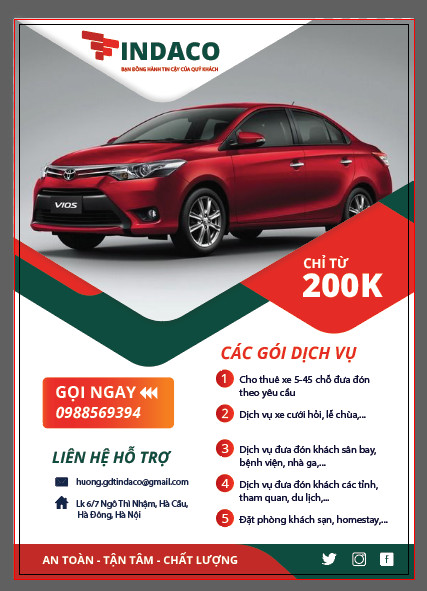 INDACO
BẠN ĐỒNG HÀNH TIN CẬY CỦA QUÝ KHÁCH
VIOS
CHỈ TỪ
200K
CÁC GÓI DỊCH VỤ
1 Cho thuê xe 5-45 chỗ đưa đón
theo yêu cầu
2 Dịch vụ xe cưới hỏi, lễ chùa,...
3 Dịch vụ đưa đón khách sân bay,
bệnh viện, nhà ga,...
4 Dịch vụ đưa đón khách các tỉnh,
tham quan, du lịch,...
5 Đặt phòng khách sạn, homestay,...
GỌI NGAY
0988569394
LIÊN HỆ HỖ TRỢ
huong.gdtindaco@gmail.com
Lk 6/7 Ngô Thì Nhậm, Hà Cầu,
Hà Đông, Hà Nội
AN TOÀN - TẬN TÂM - CHẤT LƯỢNG